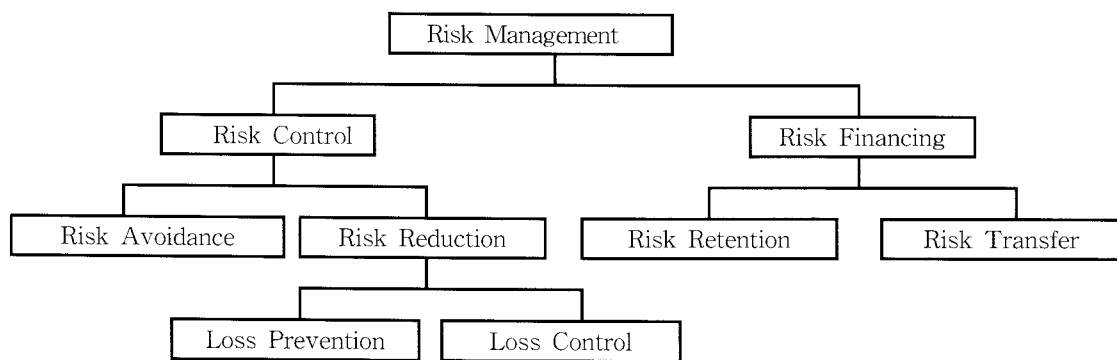 Risk Management
Risk Control
Risk Financing
Risk Avoidance
Risk Reduction
Risk Retention
Risk Transfer
Loss Prevention
Loss Control